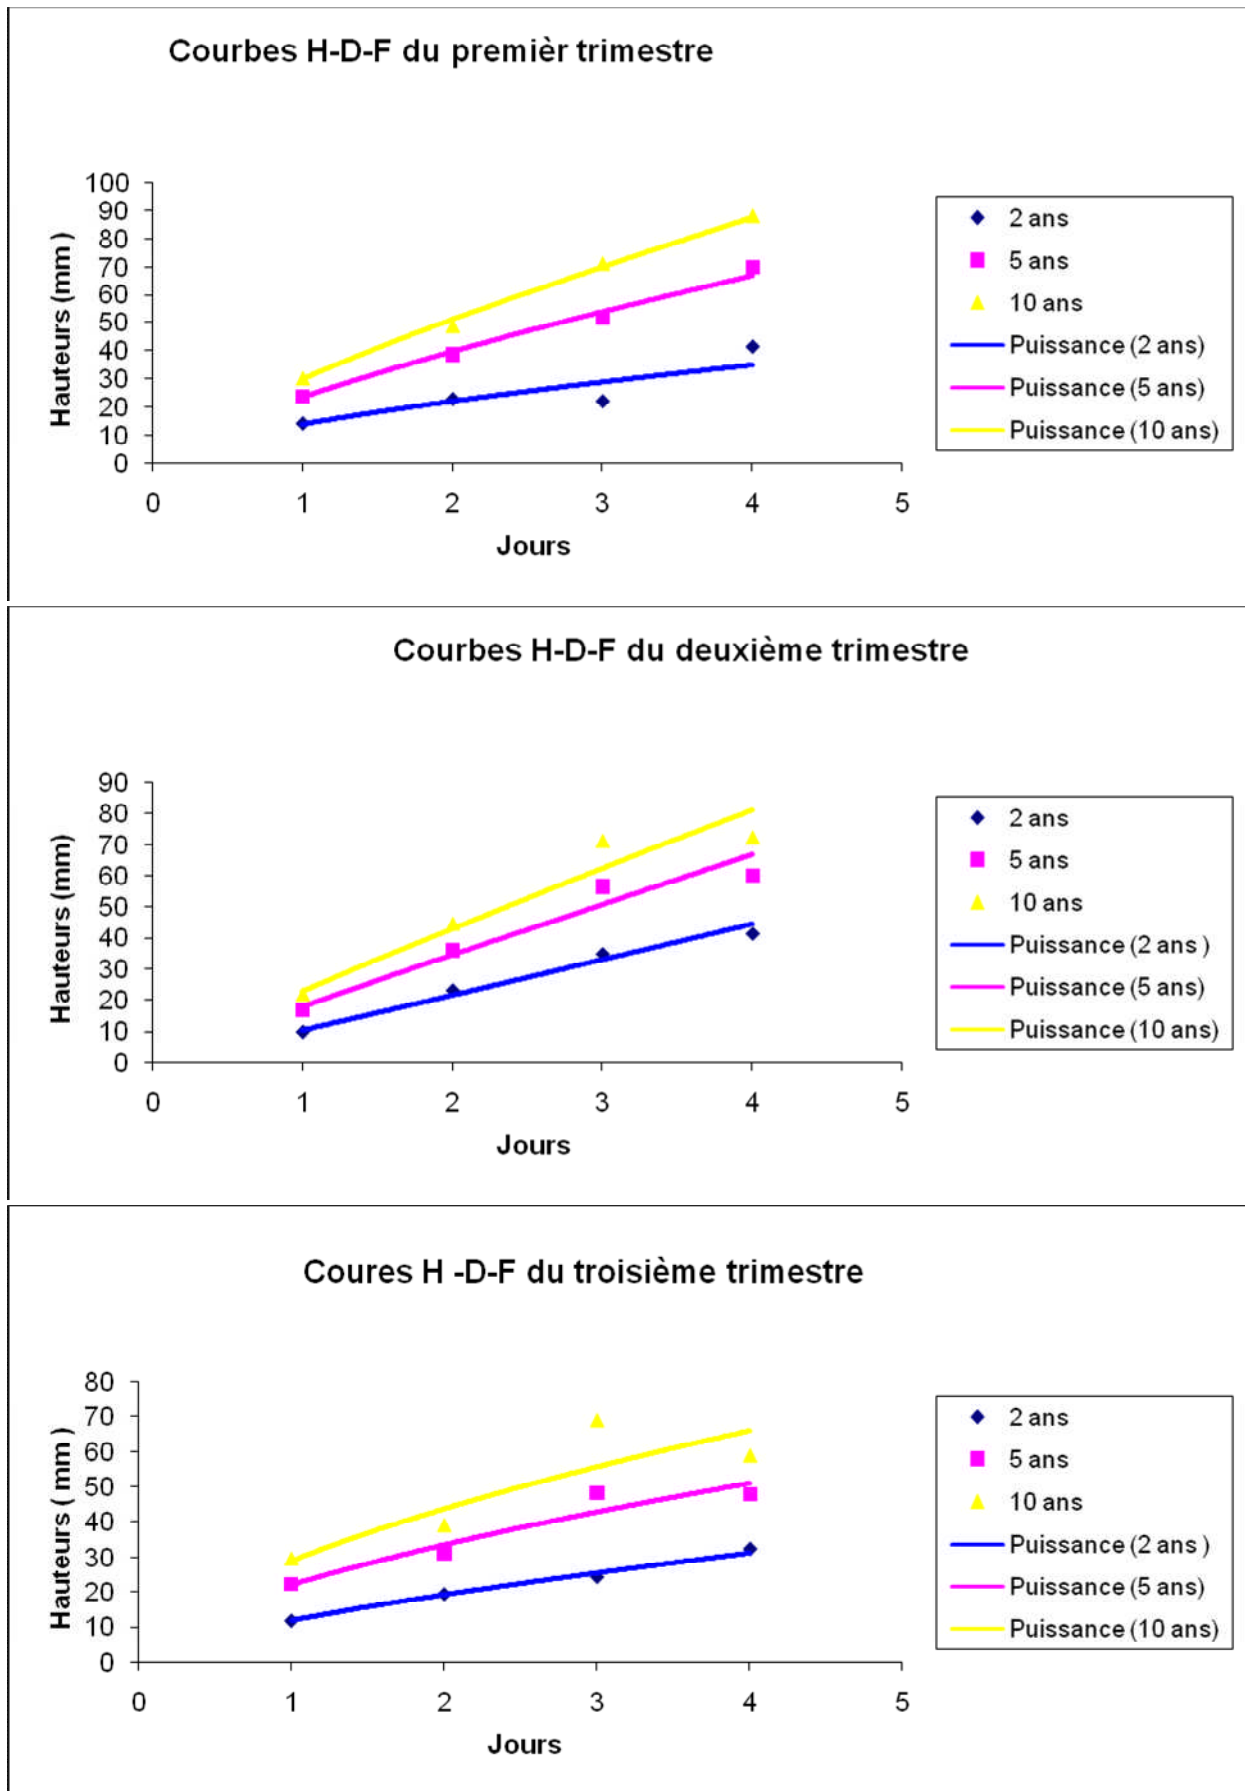 Courbes H-D-F du premièr trimestre
Hauteurs (mm)
100
90
80
70
60
50
40
30
20
10
0
0 1 2 3 4 5
Jours
2 ans
5 ans
10 ans
Puissance (2 ans)
Puissance (5 ans)
Puissance (10 ans)
Courbes H-D-F du deuxième trimestre
Hauteurs (mm)
90
80
70
60
50
40
30
20
10
0
0 1 2 3 4 5
Jours
2 ans
5 ans
10 ans
Puissance (2 ans )
Puissance (5 ans)
Puissance (10 ans)
Coures H -D-F du troisième trimestre
Hauteurs ( mm )
80
70
60
50
40
30
20
10
0
0 1 2 3 4 5
Jours
2 ans
5 ans
10 ans
Puissance (2 ans )
Puissance (5 ans)
Puissance (10 ans)